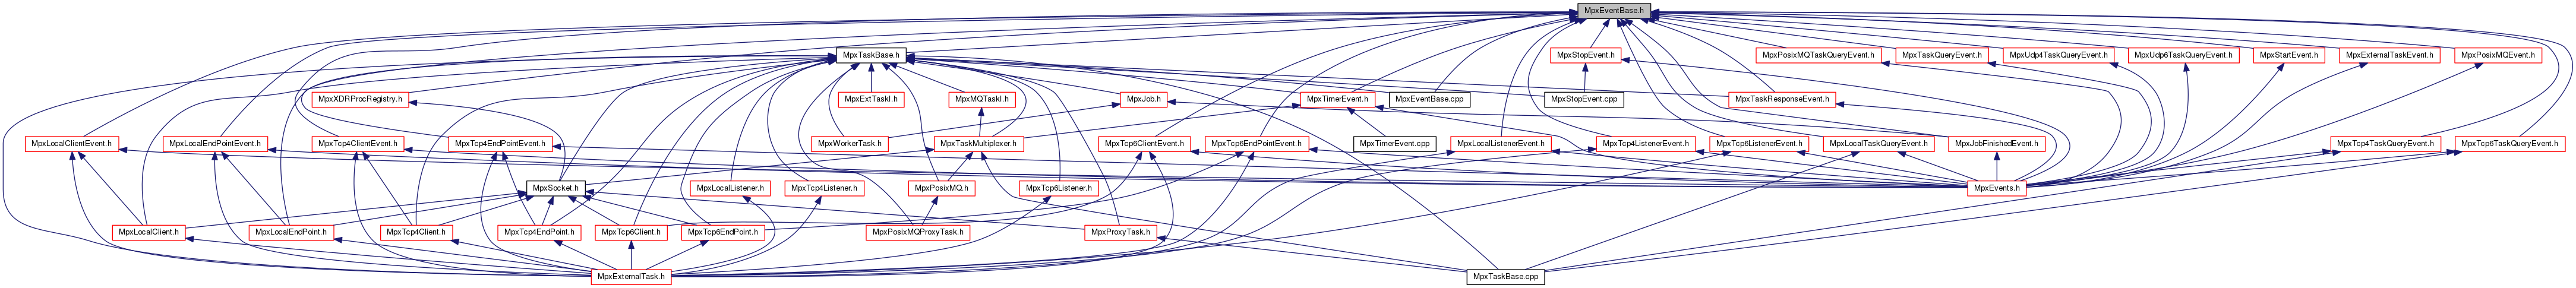 MpxEventBase.h
MpxTaskBase.h
MpxStopEvent.h
MpxPosixMQTaskQueryEvent.h
MpxTaskQueryEvent.h
MpxUdp4TaskQueryEvent.h
MpxUdp6TaskQueryEvent.h
MpxStartEvent.h
MpxExternalTaskEvent.h
MpxPosixMQEvent.h
MpxXDRProcRegistry.h
MpxExtTaskI.h
MpxMQTaskI.h
MpxJob.h
MpxTimerEvent.h
MpxEventBase.cpp
MpxStopEvent.cpp
MpxTaskResponseEvent.h
MpxLocalClientEvent.h
MpxLocalEndPointEvent.h
MpxTcp4ClientEvent.h
MpxTcp4EndPointEvent.h
MpxWorkerTask.h
MpxTaskMultiplexer.h
MpxTcp6ClientEvent.h
MpxTcp6EndPointEvent.h
MpxTimerEvent.cpp
MpxLocalListenerEvent.h
MpxTcp4ListenerEvent.h
MpxTcp6ListenerEvent.h
MpxLocalTaskQueryEvent.h
MpxJobFinishedEvent.h
MpxTcp4TaskQueryEvent.h
MpxTcp6TaskQueryEvent.h
MpxSocket.h
MpxLocalListener.h
MpxTcp4Listener.h
MpxPosixMQ.h
MpxTcp6Listener.h
MpxEvents.h
MpxLocalClient.h
MpxLocalEndPoint.h
MpxTcp4Client.h
MpxTcp4EndPoint.h
MpxTcp6Client.h
MpxTcp6EndPoint.h
MpxPosixMQProxyTask.h
MpxProxyTask.h
MpxExternalTask.h
MpxTaskBase.cpp